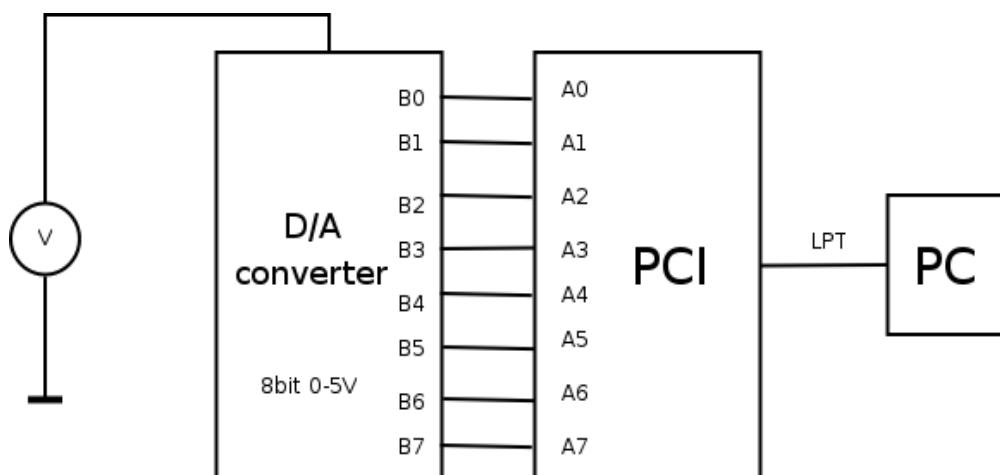 V
D/A
converter
8bit 0-5V
B0
B1
B2
B3
B4
B5
B6
B7
A0
A1
A2
A3
A4
A5
A6
A7
PCI
LPT
PC